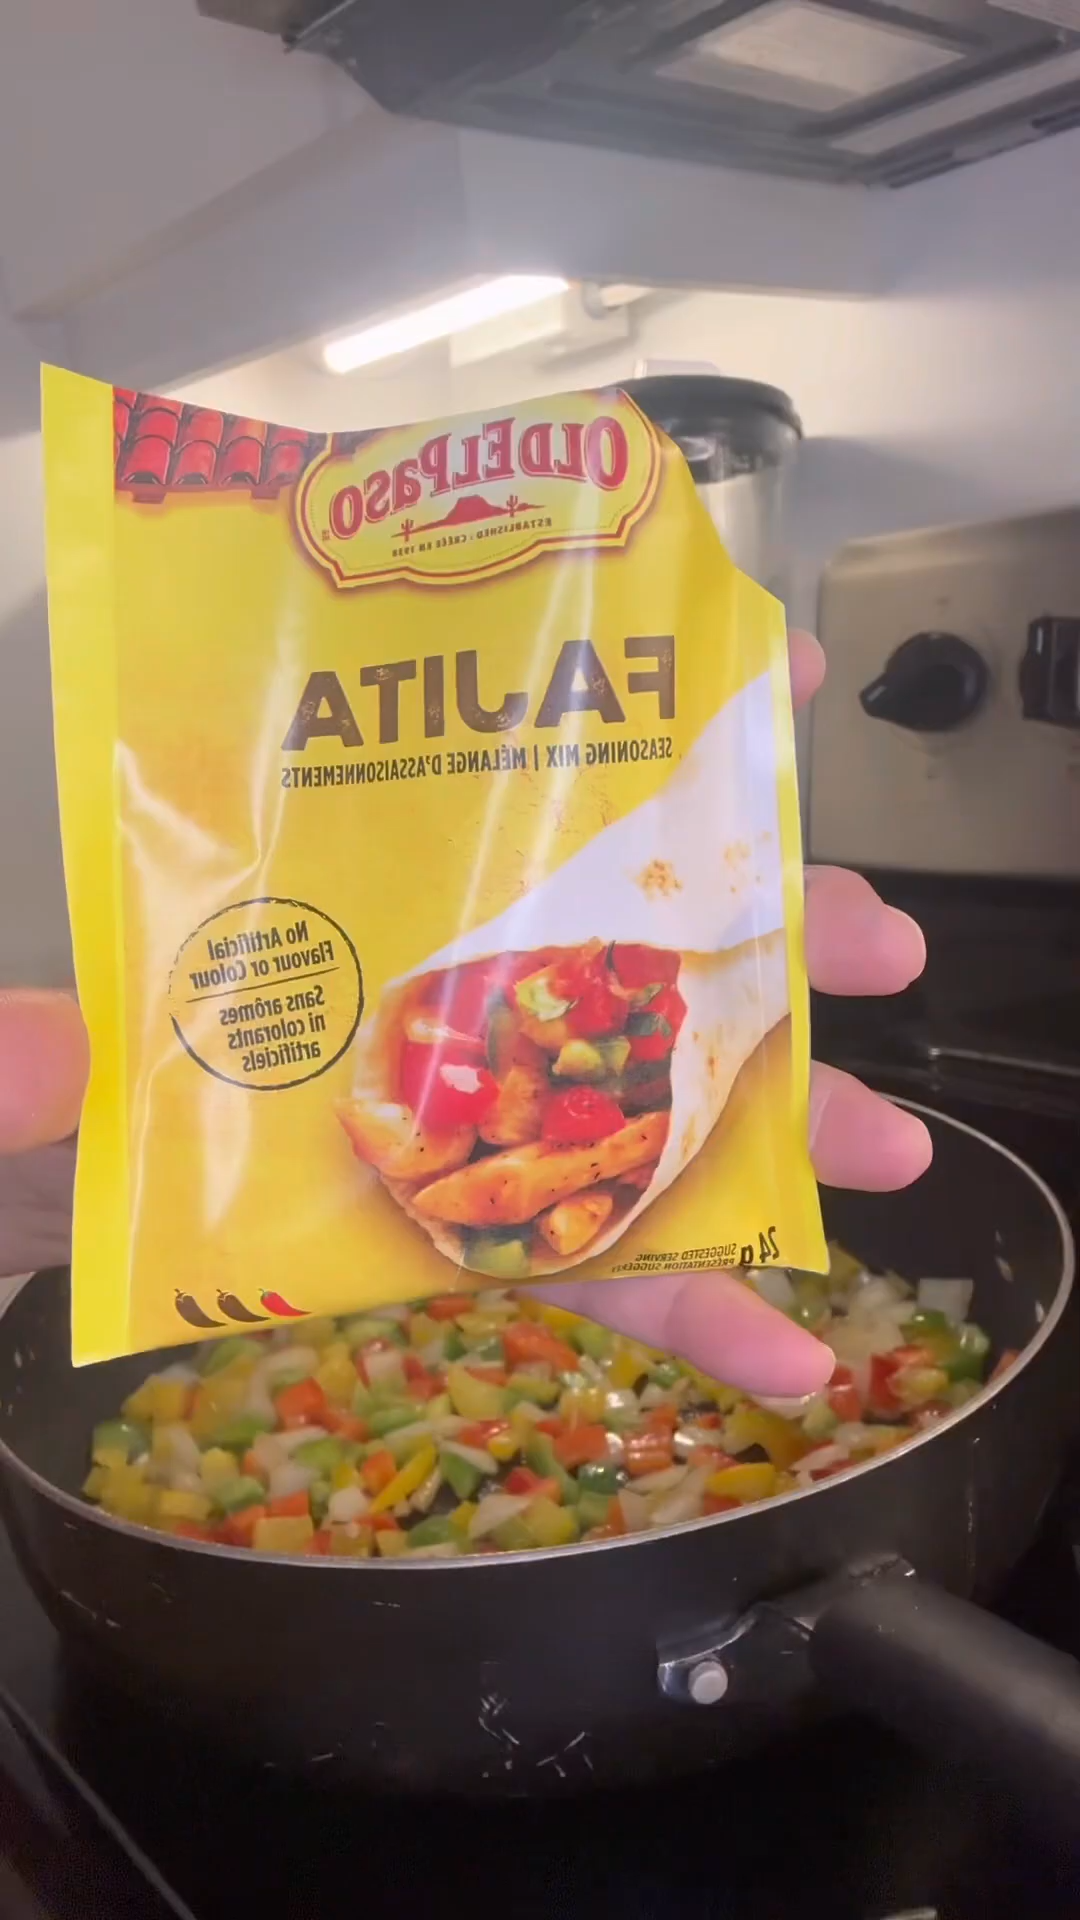 OLD EL PASO
ESTABLISHED • CRÉÉE EN 1938
FAJITA
SEASONING MIX | MÉLANGE D'ASSAISONNEMENTS
No Artificial
Flavour or Colour
Sans arômes
ni colorants
artificiels
SUGGESTED SERVING
PRÉSENTATION SUGGÉRÉE
24 g